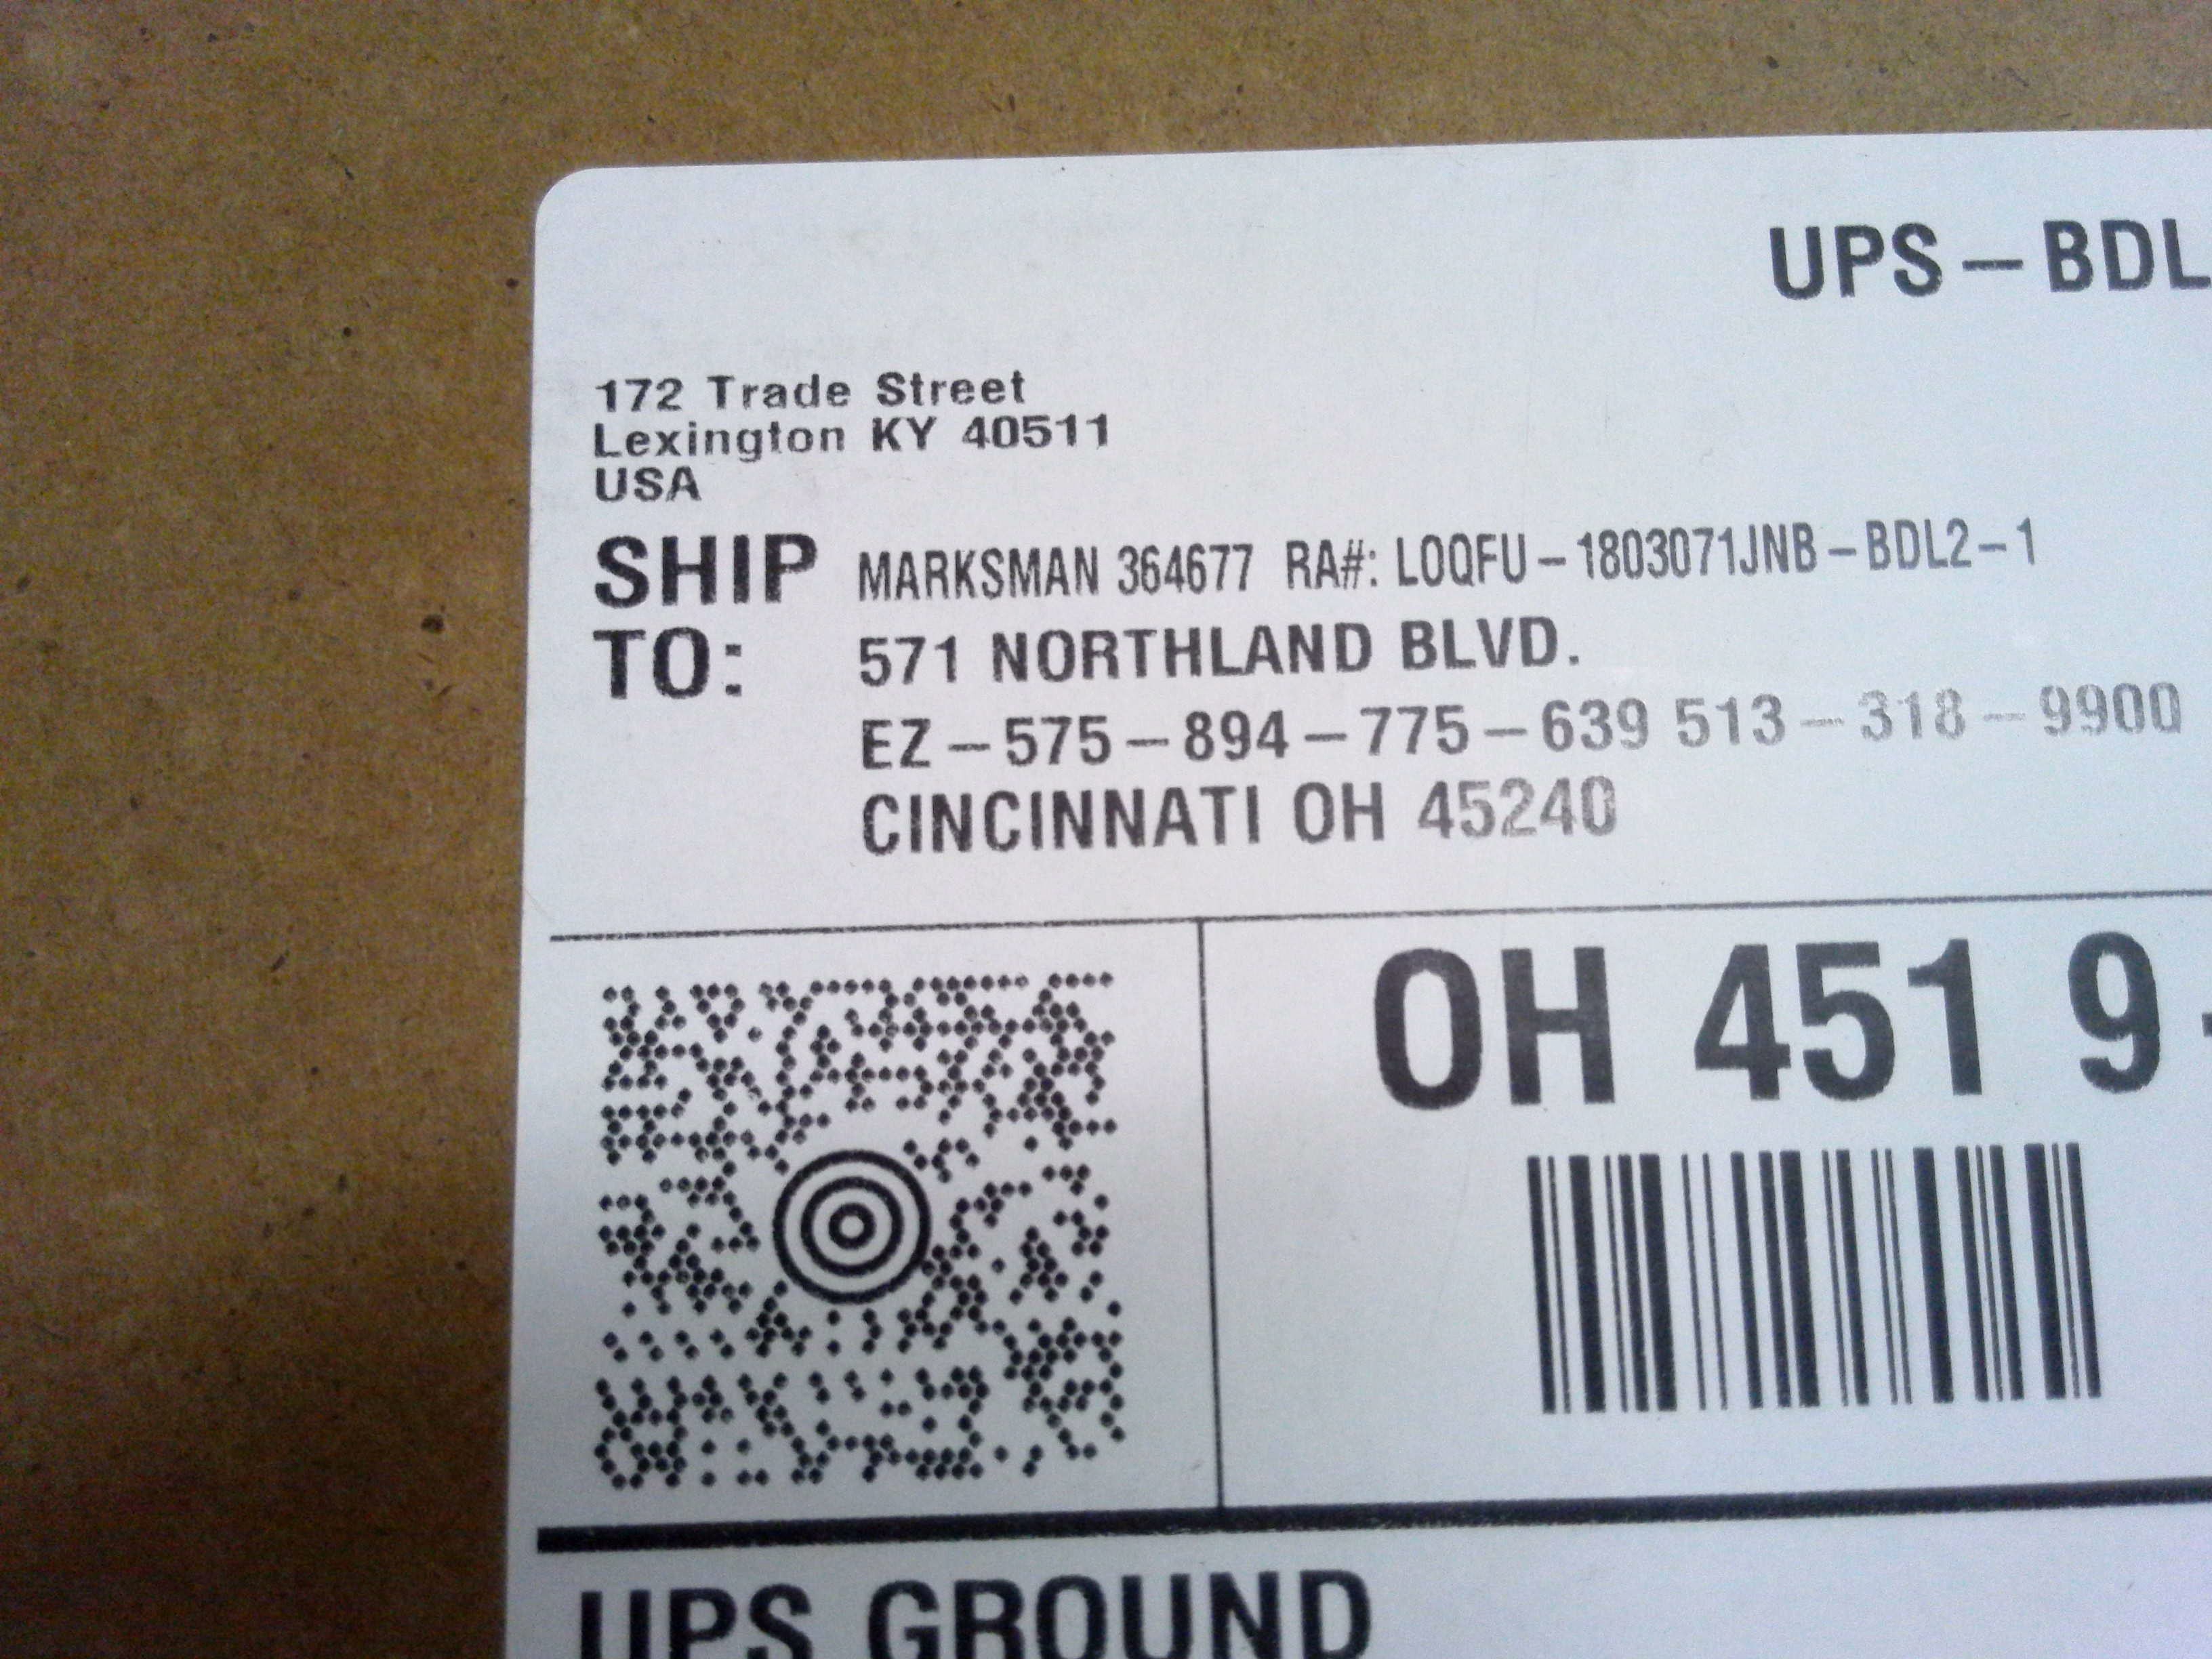 UPS-BDL
172 Trade Street
Lexington KY 40511
USA
SHIP TO: MARKSMAN 364677 RA#: LOQFU-1803071JNB-BDL2-1
571 NORTHLAND BLVD.
EZ-575-894-775-639 513-318-9900
CINCINNATI OH 45240
OH 451 9-
UPS GROUND